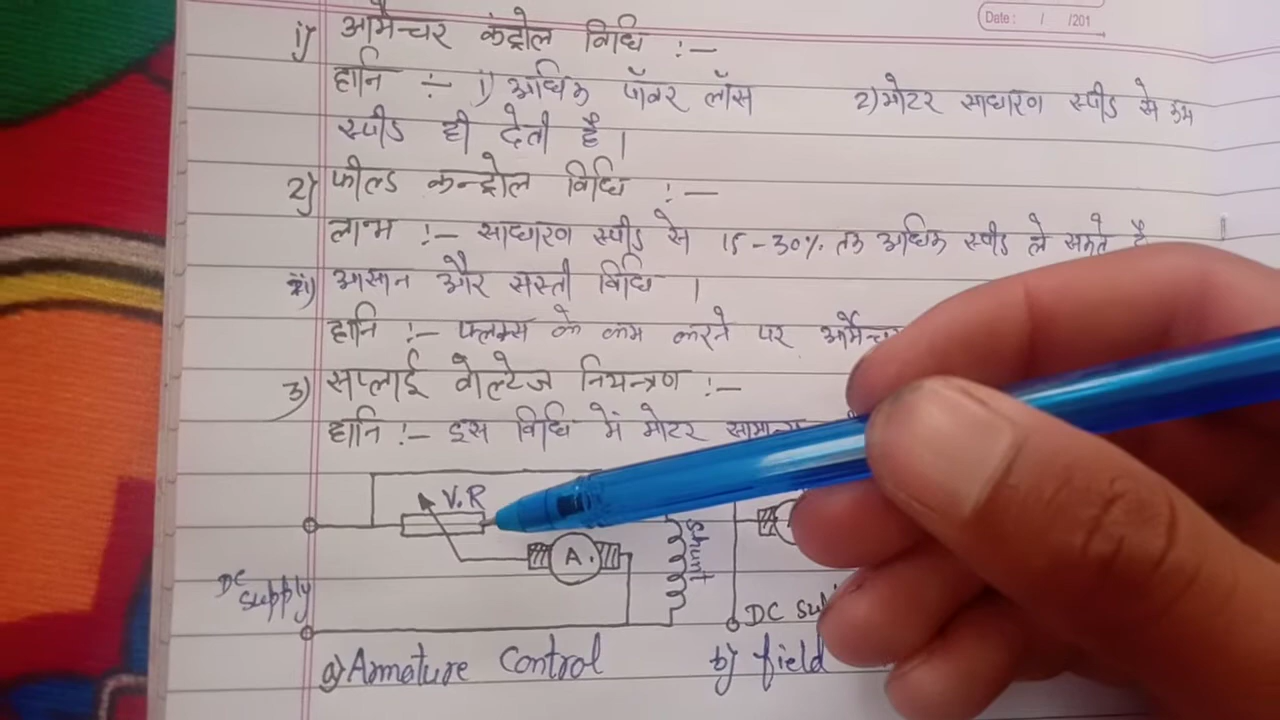 Date : / /201
i) आर्मेच्चर कंट्रोल विधि :-
हानि :- i) अधिक पॉवर लॉस 2) मोटर साधारण स्पीड से कम
स्पीड ही देती है।
2) फील्ड कन्ट्रोल विधि :-
लाभ :- साधारण स्पीड से 15-30% तक अधिक स्पीड ले सकते है
ii) आसान और सस्ती विधि ।
हानि :- फ्लक्स के कम करने पर
3) सप्लाई वोल्टेज नियन्त्रण :-
हानि :- इस विधि में मोटर सामान्य
V.R
A.
Shunt
DC Supply
DC
a) Armature Control
b) field